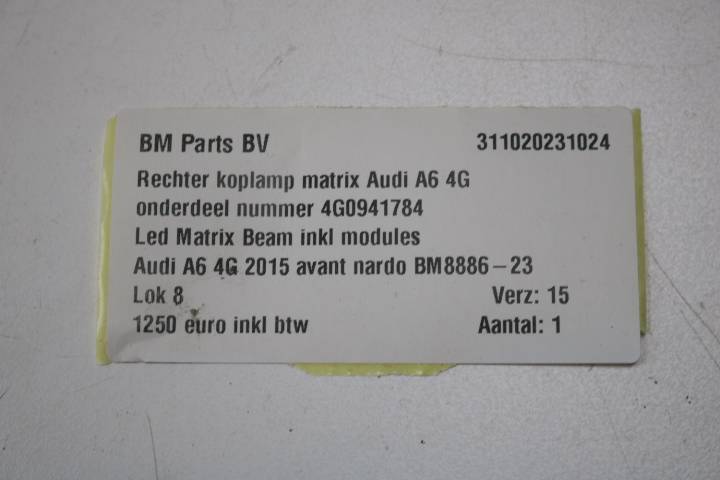 BM Parts BV 311020231024
Rechter koplamp matrix Audi A6 4G
onderdeel nummer 4G0941784
Led Matrix Beam inkl modules
Audi A6 4G 2015 avant nardo BM8886-23
Lok 8 Verz: 15
1250 euro inkl btw Aantal: 1